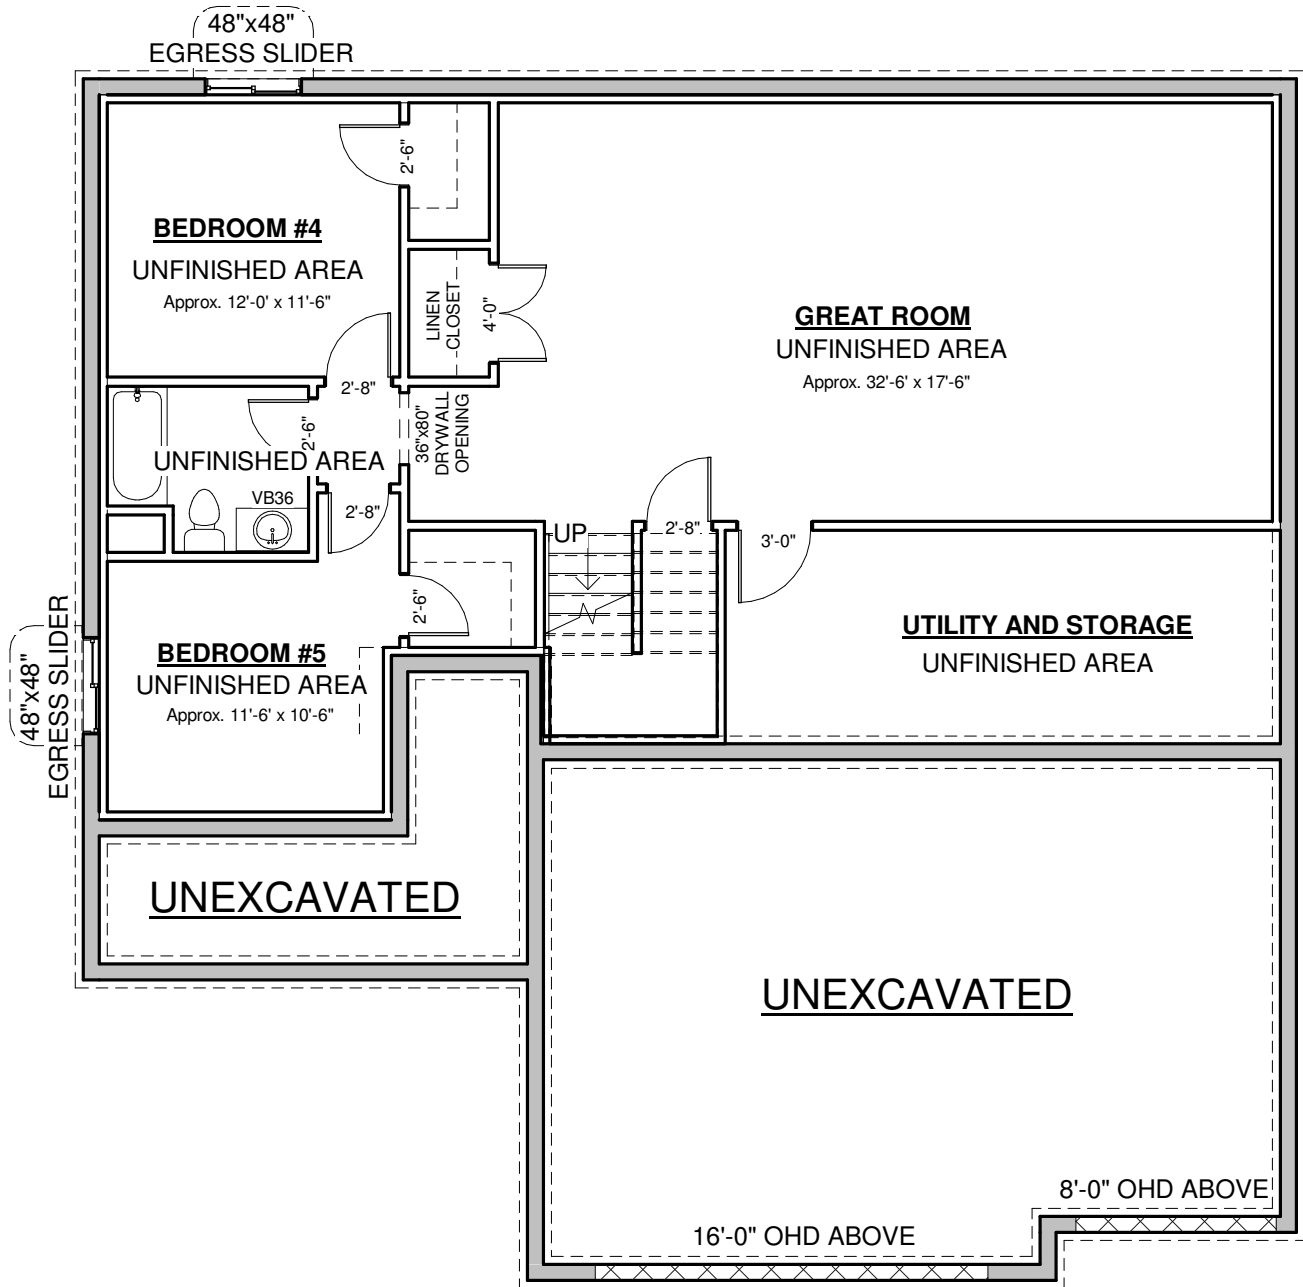 48"x48"
EGRESS SLIDER
2'-6"
BEDROOM #4
UNFINISHED AREA
Approx. 12'-0' x 11'-6"
LINEN
CLOSET
4'-0"
GREAT ROOM
UNFINISHED AREA
Approx. 32'-6' x 17'-6"
2'-8"
2'-6"
36"x80"
DRYWALL
OPENING
UNFINISHED AREA
VB36
2'-8"
UP
2'-8"
3'-0"
2'-6"
UTILITY AND STORAGE
UNFINISHED AREA
48"x48"
EGRESS SLIDER
BEDROOM #5
UNFINISHED AREA
Approx. 11'-6' x 10'-6"
UNEXCAVATED
UNEXCAVATED
8'-0" OHD ABOVE
16'-0" OHD ABOVE